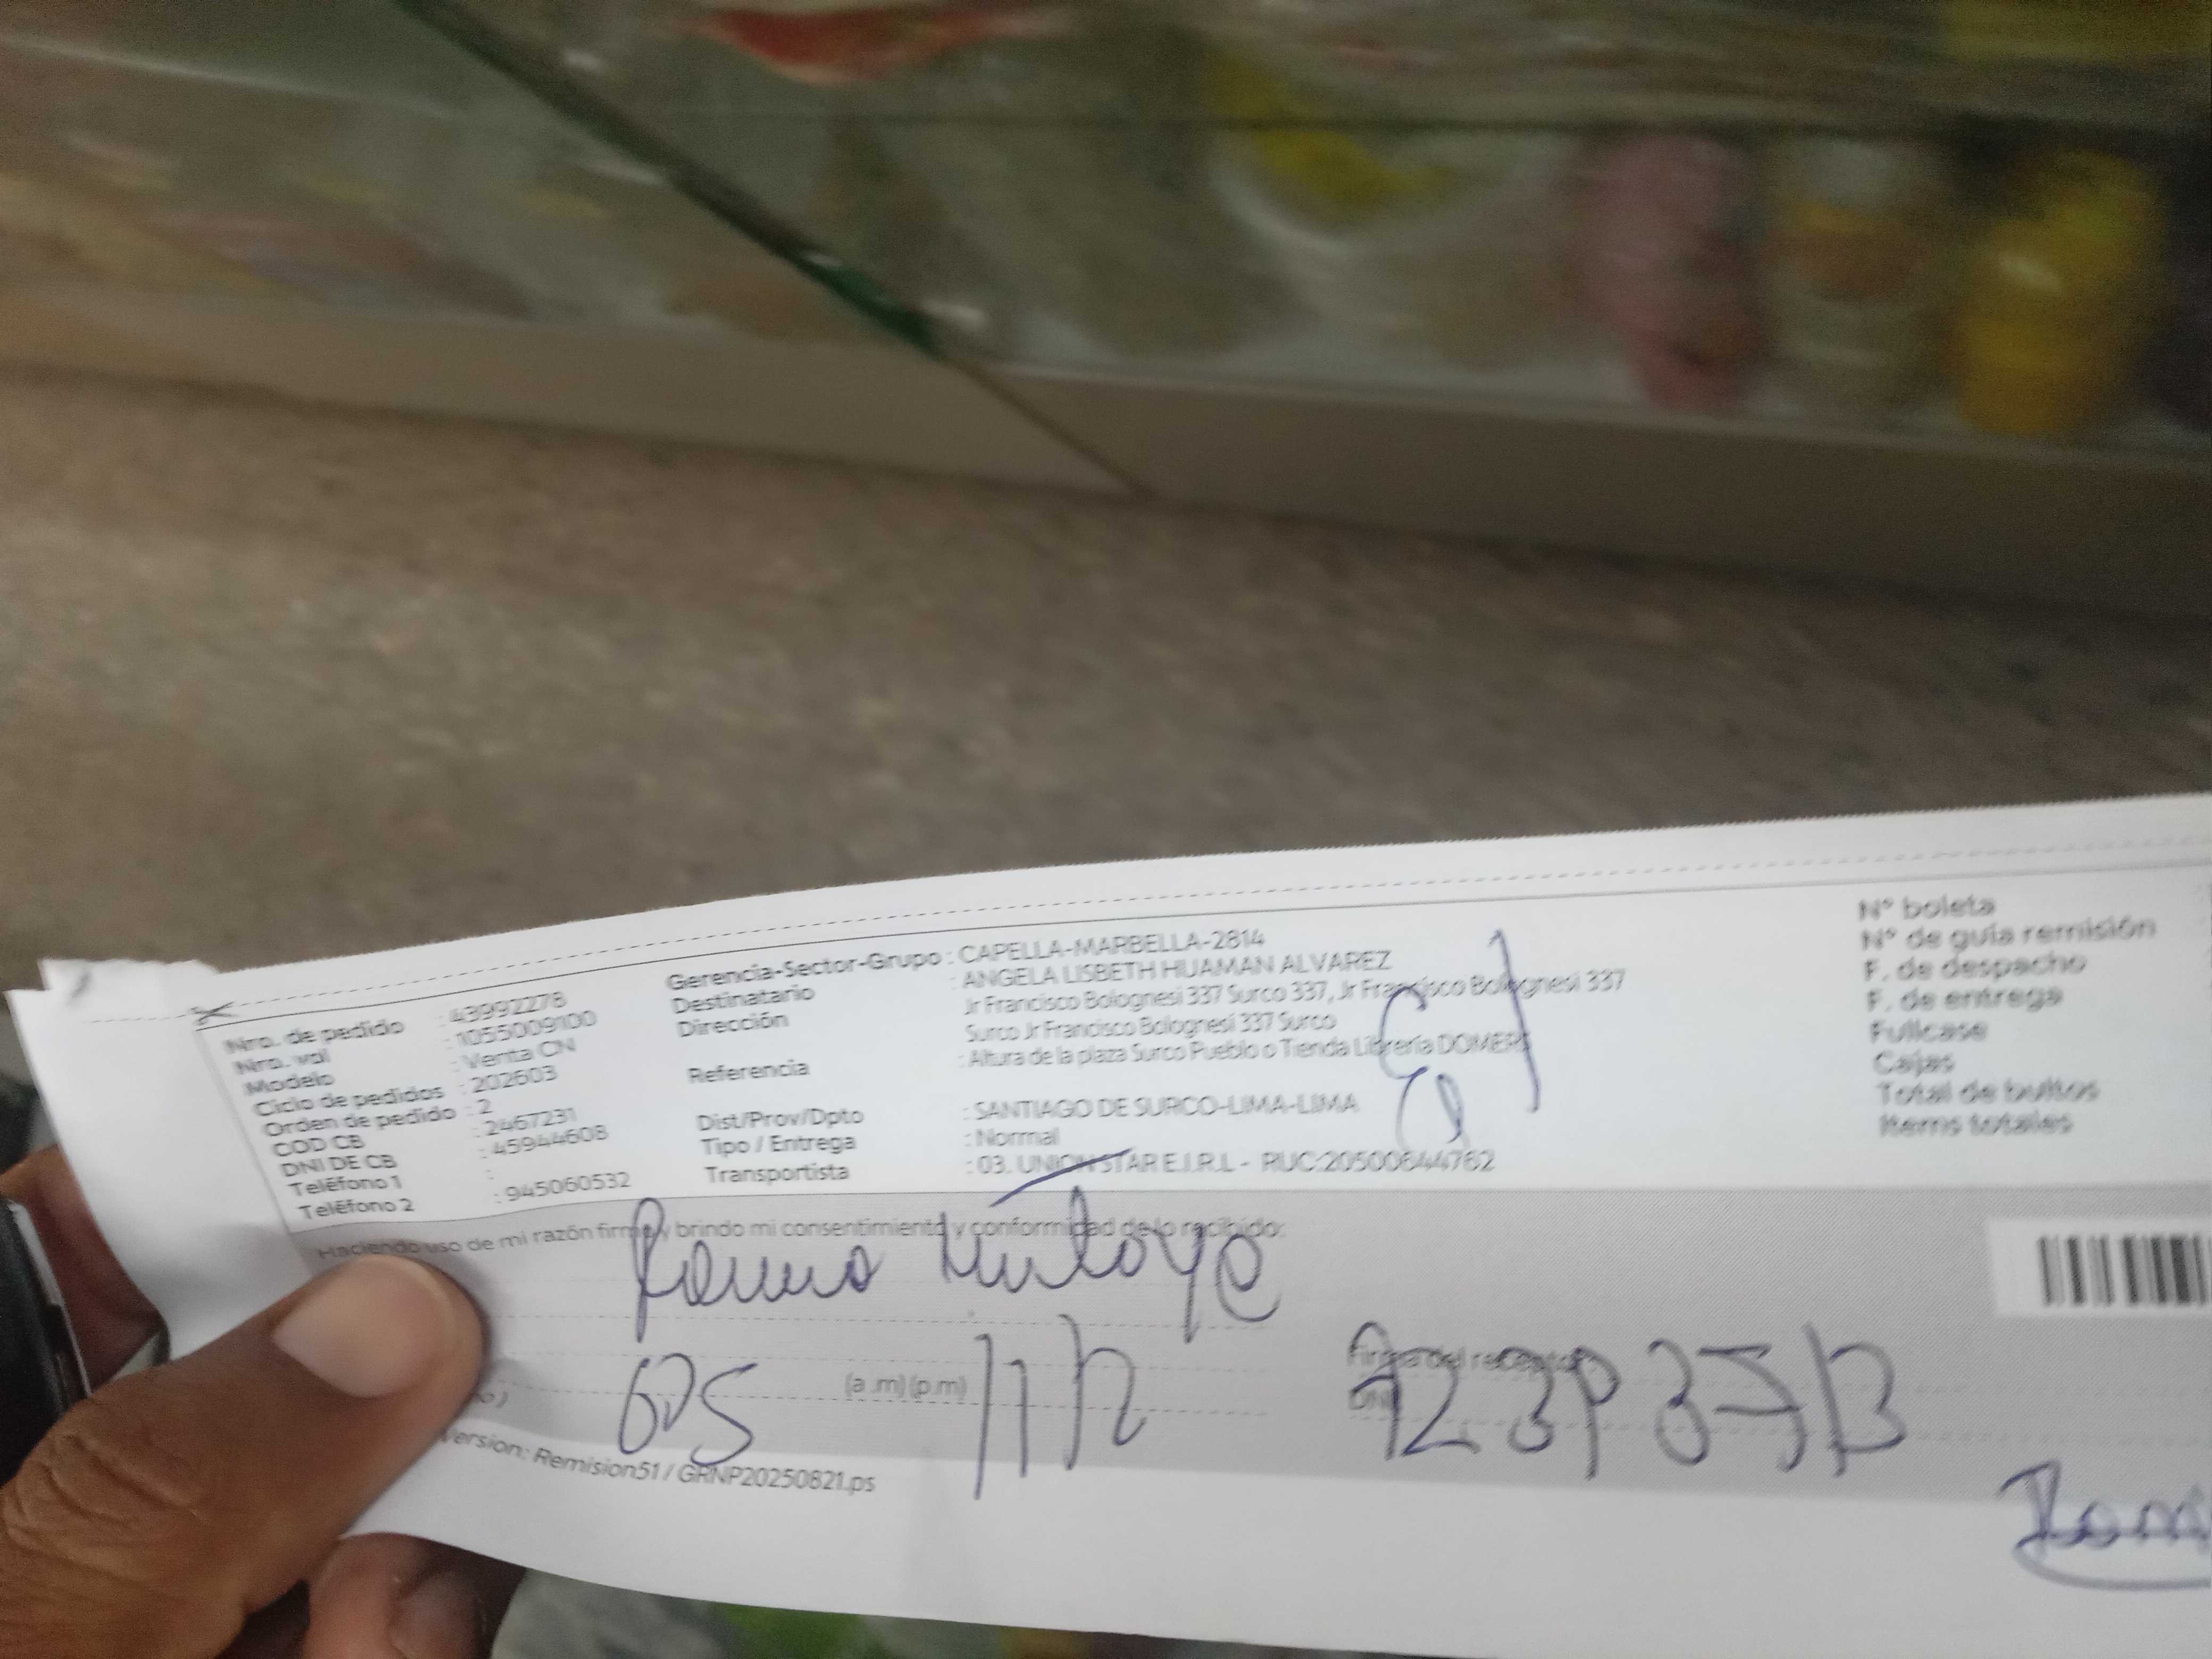 Nro. de pedido : 43992278
Nro. vol : 1055009100
Modelo : Venta CN
Ciclo de pedidos : 202603
Orden de pedido : 2
COD CB : 2467231
DNI DE CB : 45944608
Teléfono 1 :
Teléfono 2 : 945060532
Gerencia-Sector-Grupo : CAPELLA-MARBELLA-2814
Destinatario : ANGELA LISBETH HUAMAN ALVAREZ
Dirección Jr Francisco Bolognesi 337 Surco 337, Jr Francisco Bolognesi 337
Surco Jr Francisco Bolognesi 337 Surco
Referencia : Altura de la plaza Surco Pueblo o Tienda Librería DOMERS
Dist/Prov/Dpto : SANTIAGO DE SURCO-LIMA-LIMA
Tipo / Entrega : Normal
Transportista : 03. UNION STAR E.I.R.L - RUC:20500644762
N° boleta
N° de guía remisión
F. de despacho
F. de entrega
Fullcase
Cajas
Total de bultos
Items totales
Haciendo uso de mi razón firmo y brindo mi consentimiento y conformidad de lo recibido:
(a.m) (p.m)
Firma del receptor
DNI
Version: Remision51 / GRNP20250821.ps